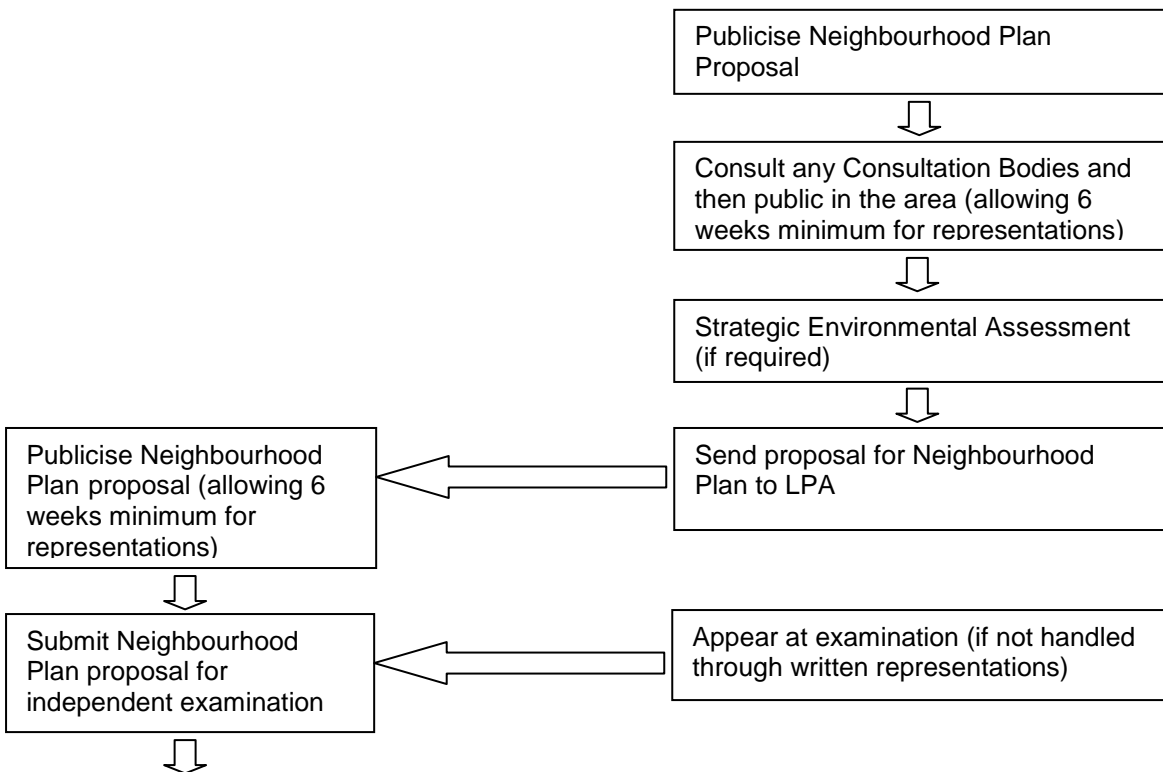 Publicise Neighbourhood Plan
Proposal
Consult any Consultation Bodies and
then public in the area (allowing 6
weeks minimum for representations)
Strategic Environmental Assessment
(if required)
Send proposal for Neighbourhood
Plan to LPA
Publicise Neighbourhood
Plan proposal (allowing 6
weeks minimum for
representations)
Appear at examination (if not handled
through written representations)
Submit Neighbourhood
Plan proposal for
independent examination